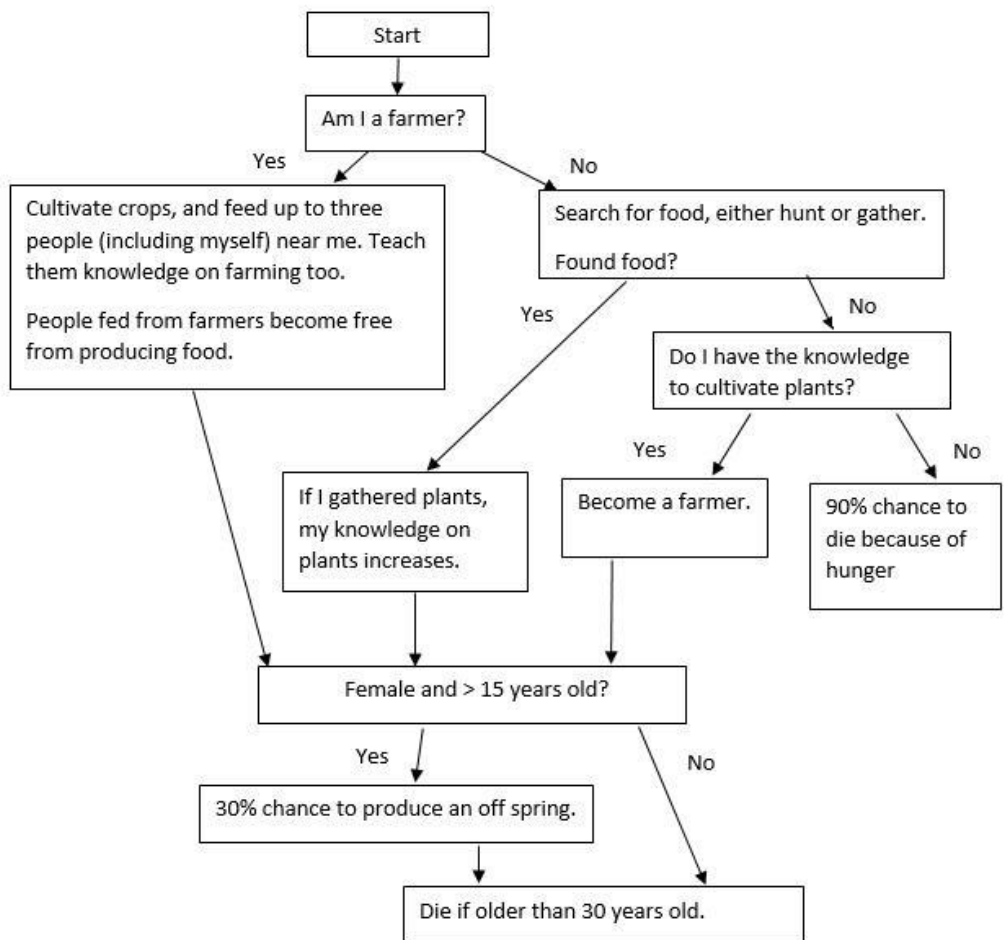 Start
Am I a farmer?
Yes
No
Cultivate crops, and feed up to three
people (including myself) near me. Teach
them knowledge on farming too.
People fed from farmers become free
from producing food.
Search for food, either hunt or gather.
Found food?
Yes
No
Do I have the knowledge
to cultivate plants?
Yes
No
If I gathered plants,
my knowledge on
plants increases.
Become a farmer.
90% chance to
die because of
hunger
Female and > 15 years old?
Yes
No
30% chance to produce an off spring.
Die if older than 30 years old.